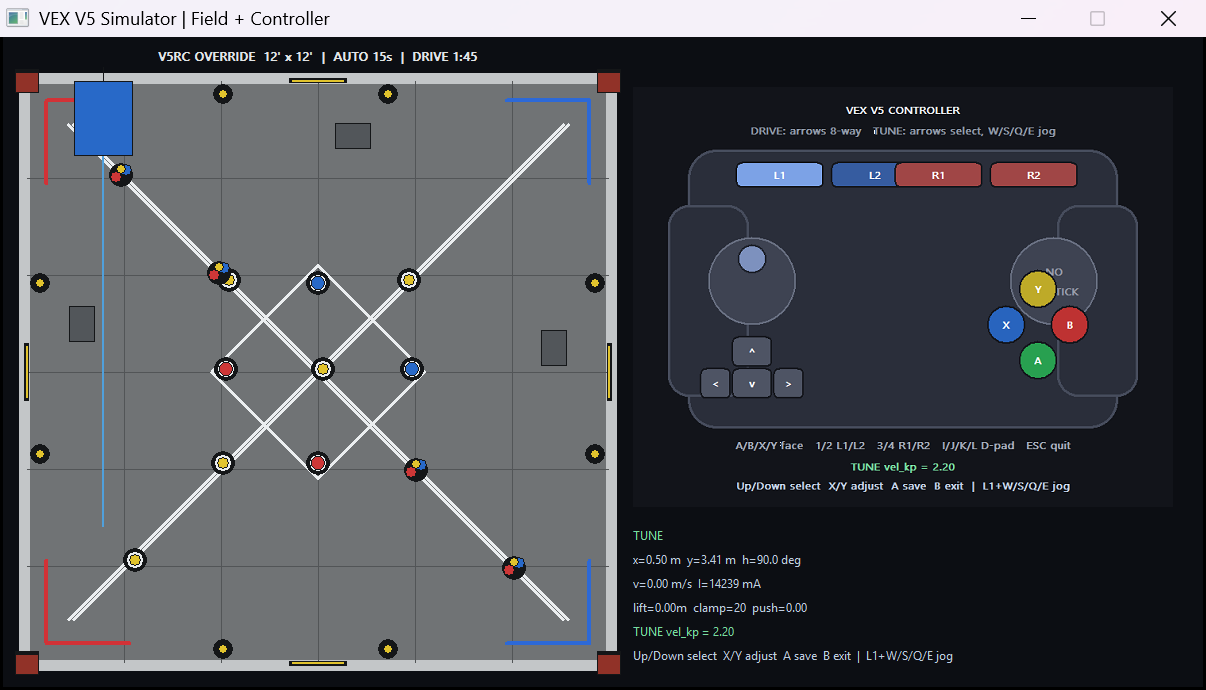 VEX V5 Simulator | Field + Controller
V5RC OVERRIDE 12' x 12' | AUTO 15s | DRIVE 1:45
VEX V5 CONTROLLER
DRIVE: arrows 8-way TUNE: arrows select, W/S/Q/E jog
L1 L2 R1 R2
NO
Y
TICK
X B
^
A
< v >
A/B/X/Y face 1/2 L1/L2 3/4 R1/R2 I/J/K/L D-pad ESC quit
TUNE vel_kp = 2.20
Up/Down select X/Y adjust A save B exit | L1+W/S/Q/E jog
TUNE
x=0.50 m y=3.41 m h=90.0 deg
v=0.00 m/s I=14239 mA
lift=0.00m clamp=20 push=0.00
TUNE vel_kp = 2.20
Up/Down select X/Y adjust A save B exit | L1+W/S/Q/E jog